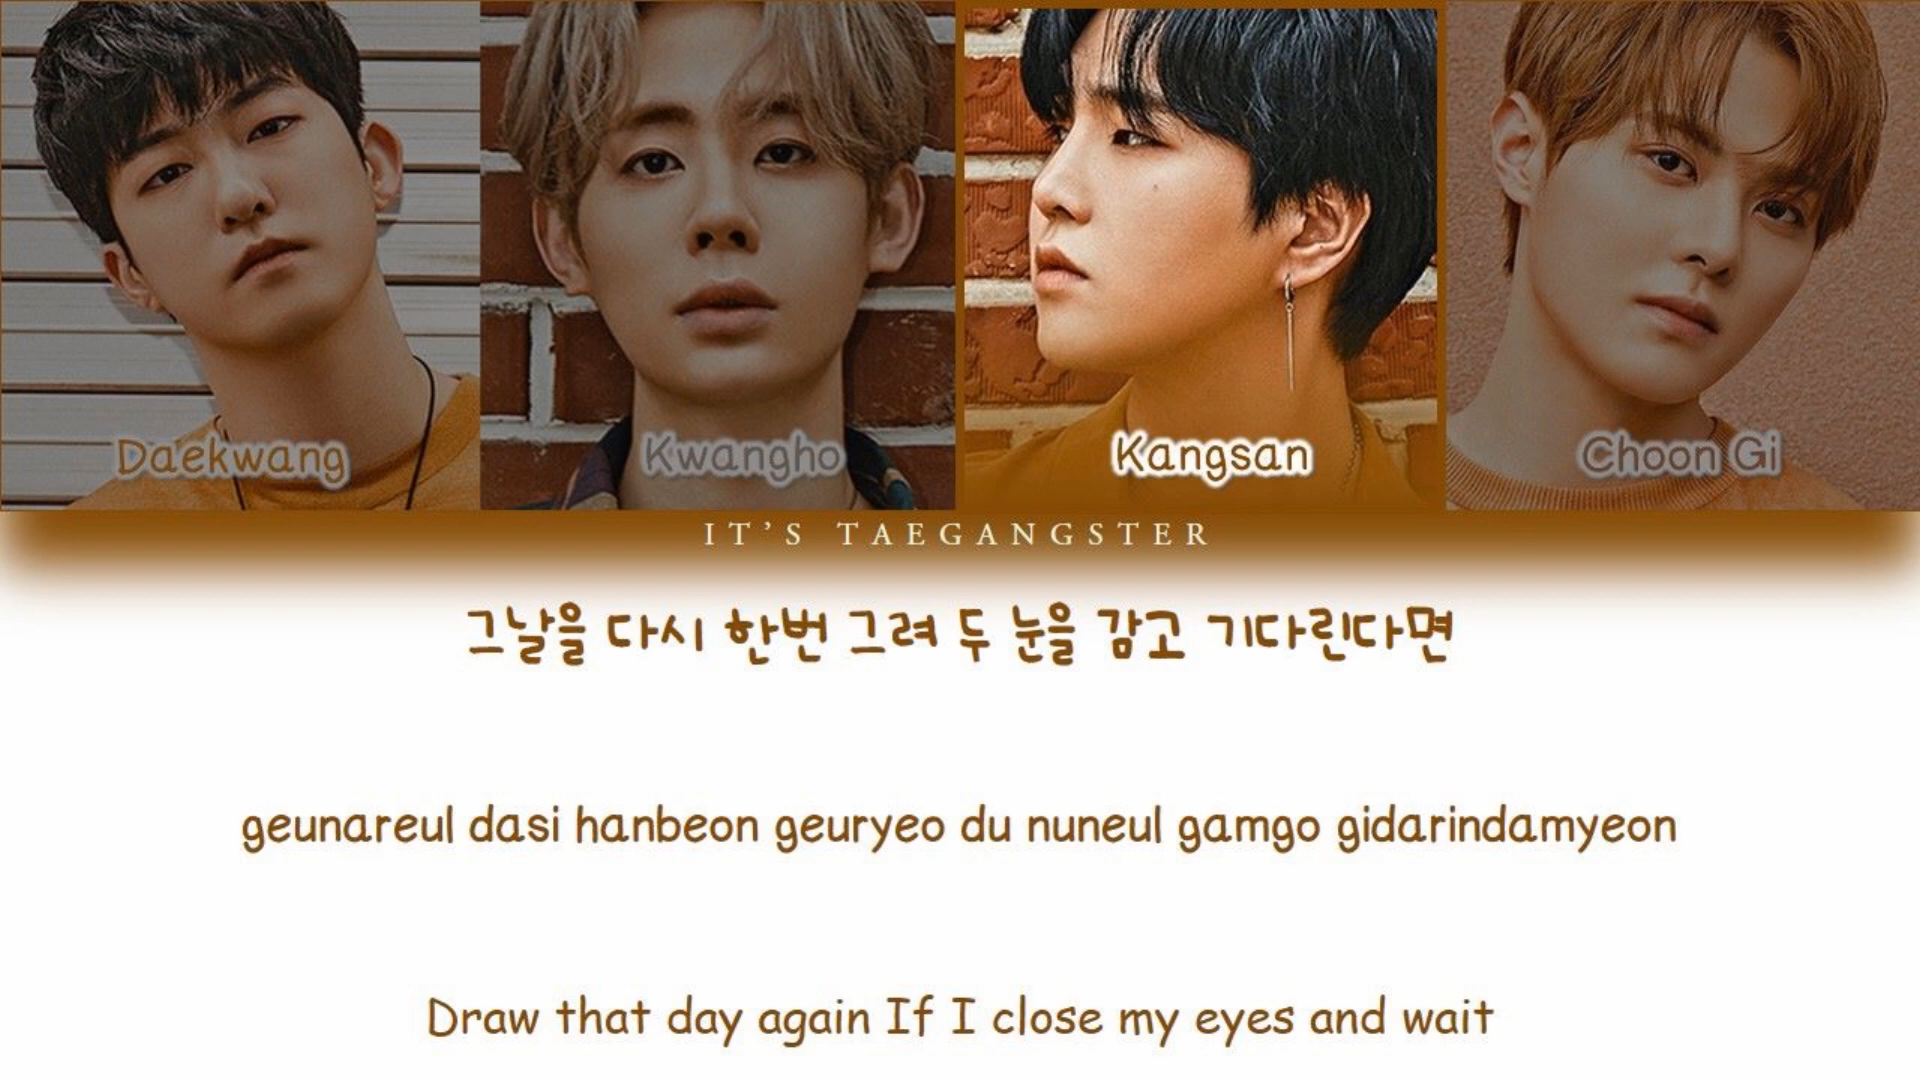 Daekwang
Kwangho
Kangsan
Choon Gi
IT'S TAEGANGSTER
그날을 다시 한번 그려 두 눈을 감고 기다린다면
geunareul dasi hanbeon geuryeo du nuneul gamgo gidarindamyeon
Draw that day again If I close my eyes and wait